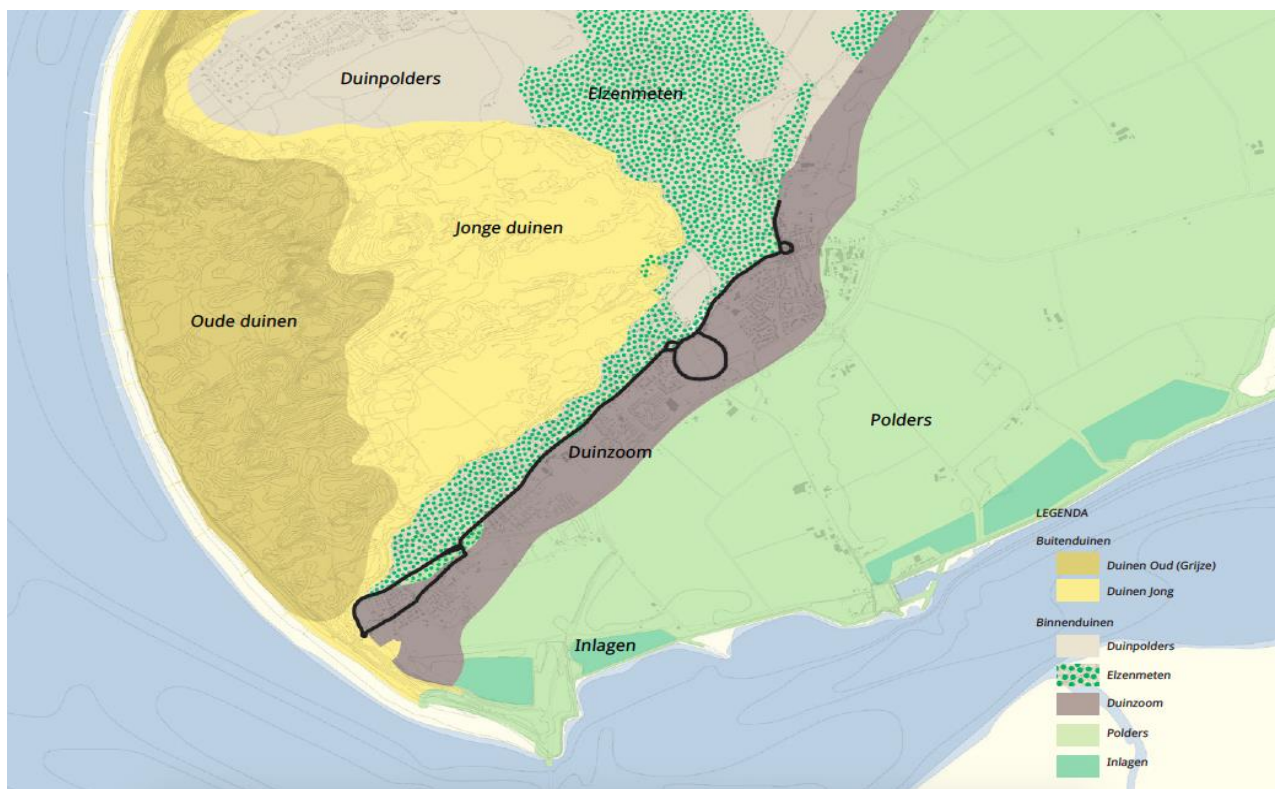 Duinpolders
Elzenmeten
Jonge duinen
Oude duinen
Polders
Duinzoom
Inlagen
LEGENDA
Buitenduinen
Duinen Oud (Grijze)
Duinen Jong
Binnenduinen
Duinpolders
Elzenmeten
Duinzoom
Polders
Inlagen